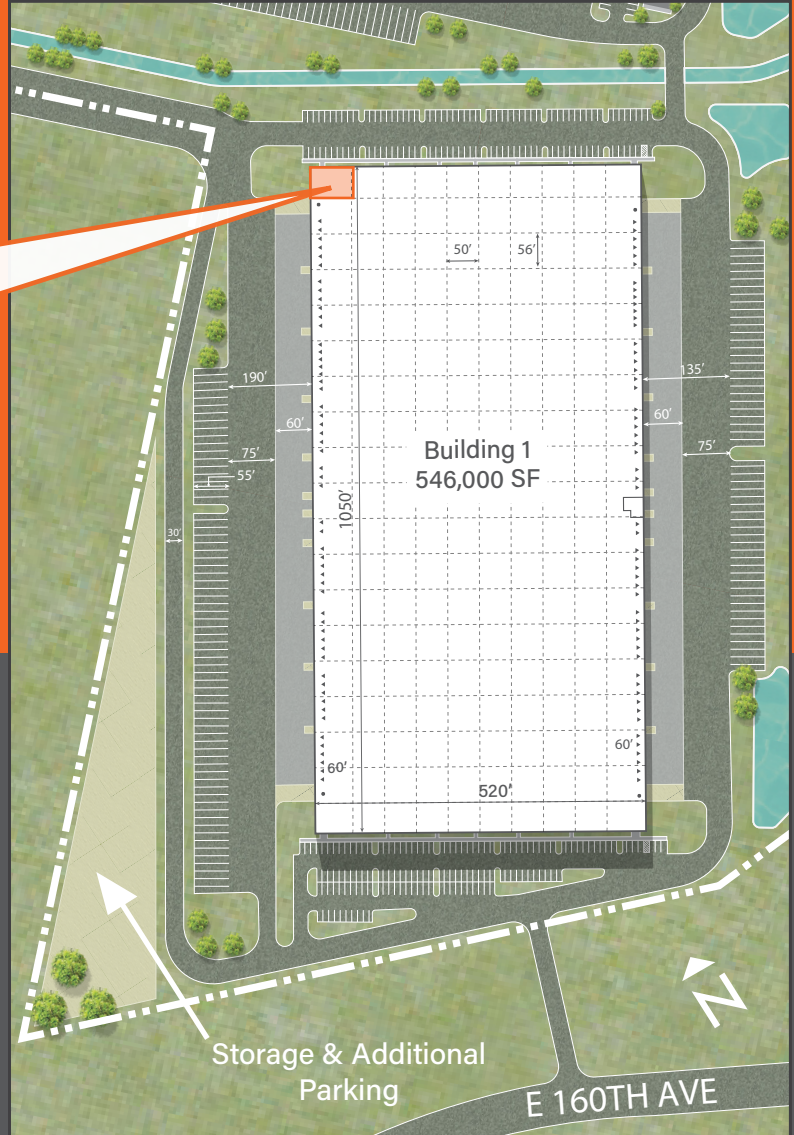 50'
56'
190'
135'
60'
60'
75'
75'
55'
Building 1
546,000 SF
1050'
30'
60'
60'
520'
N
Storage & Additional
Parking
E 160TH AVE